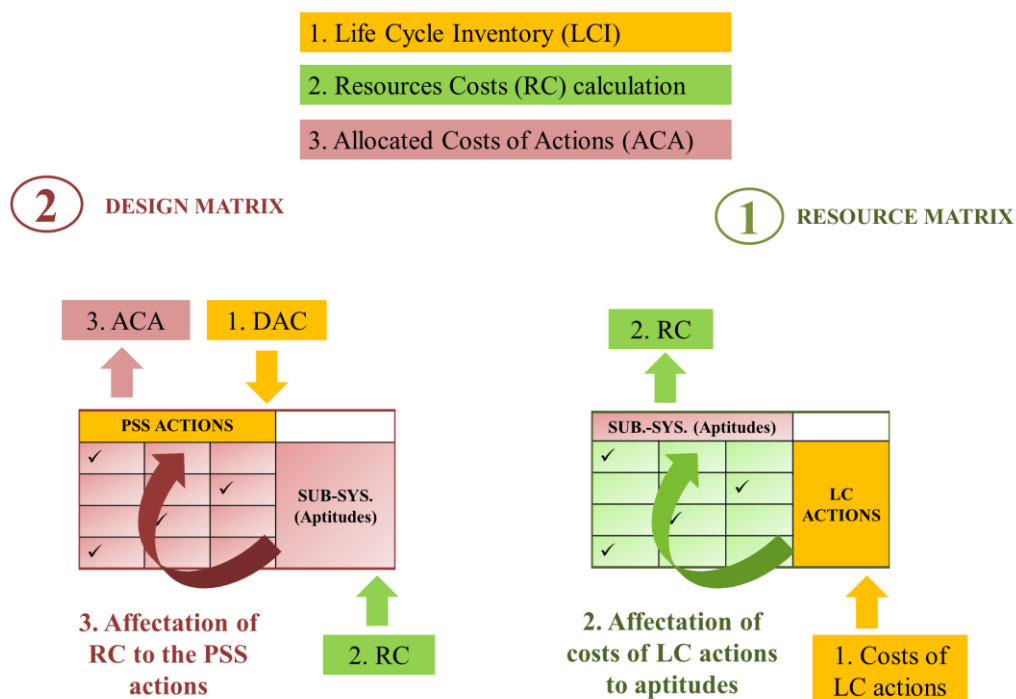 1. Life Cycle Inventory (LCI)
2. Resources Costs (RC) calculation
3. Allocated Costs of Actions (ACA)
2 DESIGN MATRIX
1 RESOURCE MATRIX
3. ACA
1. DAC
2. RC
PSS ACTIONS
✓
✓
✓
✓
SUB-SYS.
(Aptitudes)
SUB.-SYS. (Aptitudes)
✓
✓
✓
✓
LC
ACTIONS
3. Affectation of
RC to the PSS
actions
2. RC
2. Affectation of
costs of LC actions
to aptitudes
1. Costs of
LC actions